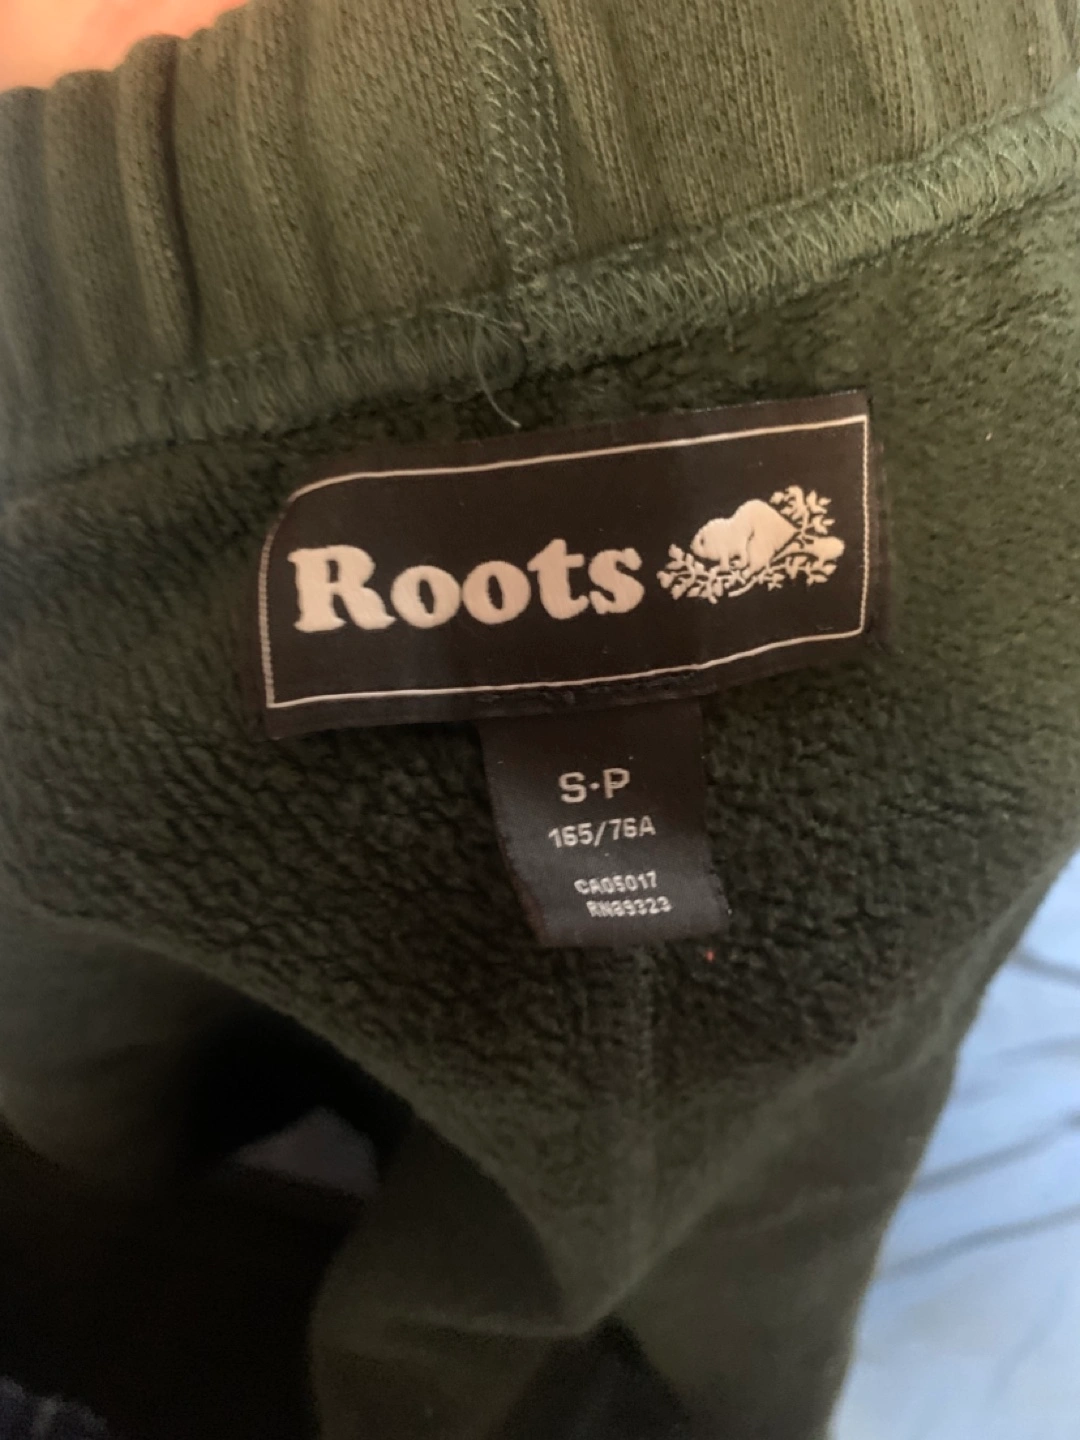 Roots
S·P
165/76A
CA05017
RN89323